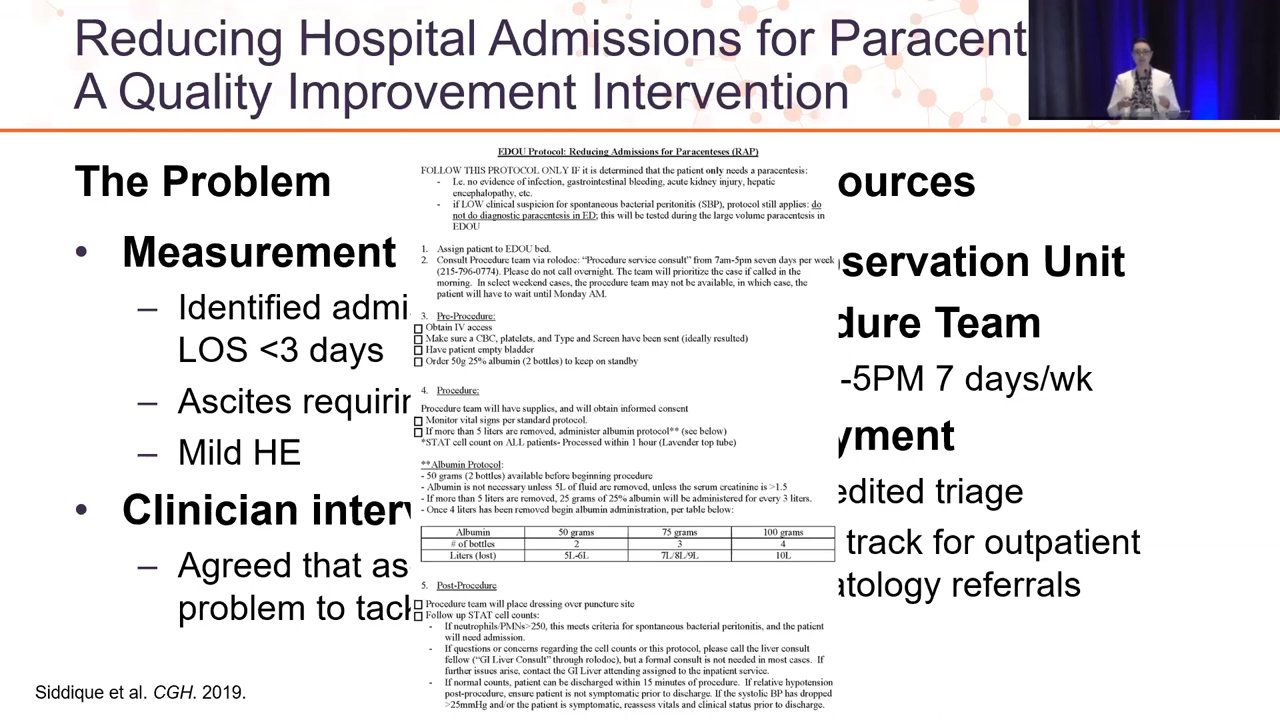 Reducing Hospital Admissions for Paracent
A Quality Improvement Intervention
The Problem
• Measurement
– Identified admi
LOS <3 days
– Ascites requirin
– Mild HE
• Clinician interv
– Agreed that as
problem to tack
EDOU Protocol: Reducing Admissions for Paracenteses (RAP)
FOLLOW THIS PROTOCOL ONLY IF it is determined that the patient only needs a paracentesis:
- I.e. no evidence of infection, gastrointestinal bleeding, acute kidney injury, hepatic
encephalopathy, etc.
- if LOW clinical suspicion for spontaneous bacterial peritonitis (SBP), protocol still applies: do
not do diagnostic paracentesis in ED; this will be tested during the large volume paracentesis in
EDOU
1. Assign patient to EDOU bed.
2. Consult Procedure team via rolodoc: “Procedure service consult” from 7am-5pm seven days per week
(215-796-0774). Please do not call overnight. The team will prioritize the case if called in the
morning. In select weekend cases, the procedure team may not be available, in which case, the
patient will have to wait until Monday AM.
3. Pre-Procedure:
☐ Obtain IV access
☐ Make sure a CBC, platelets, and Type and Screen have been sent (ideally resulted)
☐ Have patient empty bladder
☐ Order 50g 25% albumin (2 bottles) to keep on standby
4. Procedure:
Procedure team will have supplies, and will obtain informed consent
☐ Monitor vital signs per standard protocol.
☐ If more than 5 liters are removed, administer albumin protocol** (see below)
*STAT cell count on ALL patients- Processed within 1 hour (Lavender top tube)
**Albumin Protocol:
- 50 grams (2 bottles) available before beginning procedure
- Albumin is not necessary unless 5L of fluid are removed, unless the serum creatinine is >1.5
- If more than 5 liters are removed, 25 grams of 25% albumin will be administered for every 3 liters.
- Once 4 liters has been removed begin albumin administration, per table below:
Albumin 50 grams 75 grams 100 grams
# of bottles 2 3 4
Liters (lost) 5L-6L 7L/8L/9L 10L
5. Post-Procedure
☐ Procedure team will place dressing over puncture site
☐ Follow up STAT cell counts:
- If neutrophils/PMNs>250, this meets criteria for spontaneous bacterial peritonitis, and the patient
will need admission.
- If questions or concerns regarding the cell counts or this protocol, please call the liver consult
fellow (“GI Liver Consult” through rolodoc), but a formal consult is not needed in most cases. If
further issues arise, contact the GI Liver attending assigned to the inpatient service.
- If normal counts, patient can be discharged within 15 minutes of procedure. If relative hypotension
post-procedure, ensure patient is not symptomatic prior to discharge. If the systolic BP has dropped
>25mmHg and/or the patient is symptomatic, reassess vitals and clinical status prior to discharge.
ources
servation Unit
dure Team
-5PM 7 days/wk
yment
edited triage
track for outpatient
atology referrals
Siddique et al. CGH. 2019.